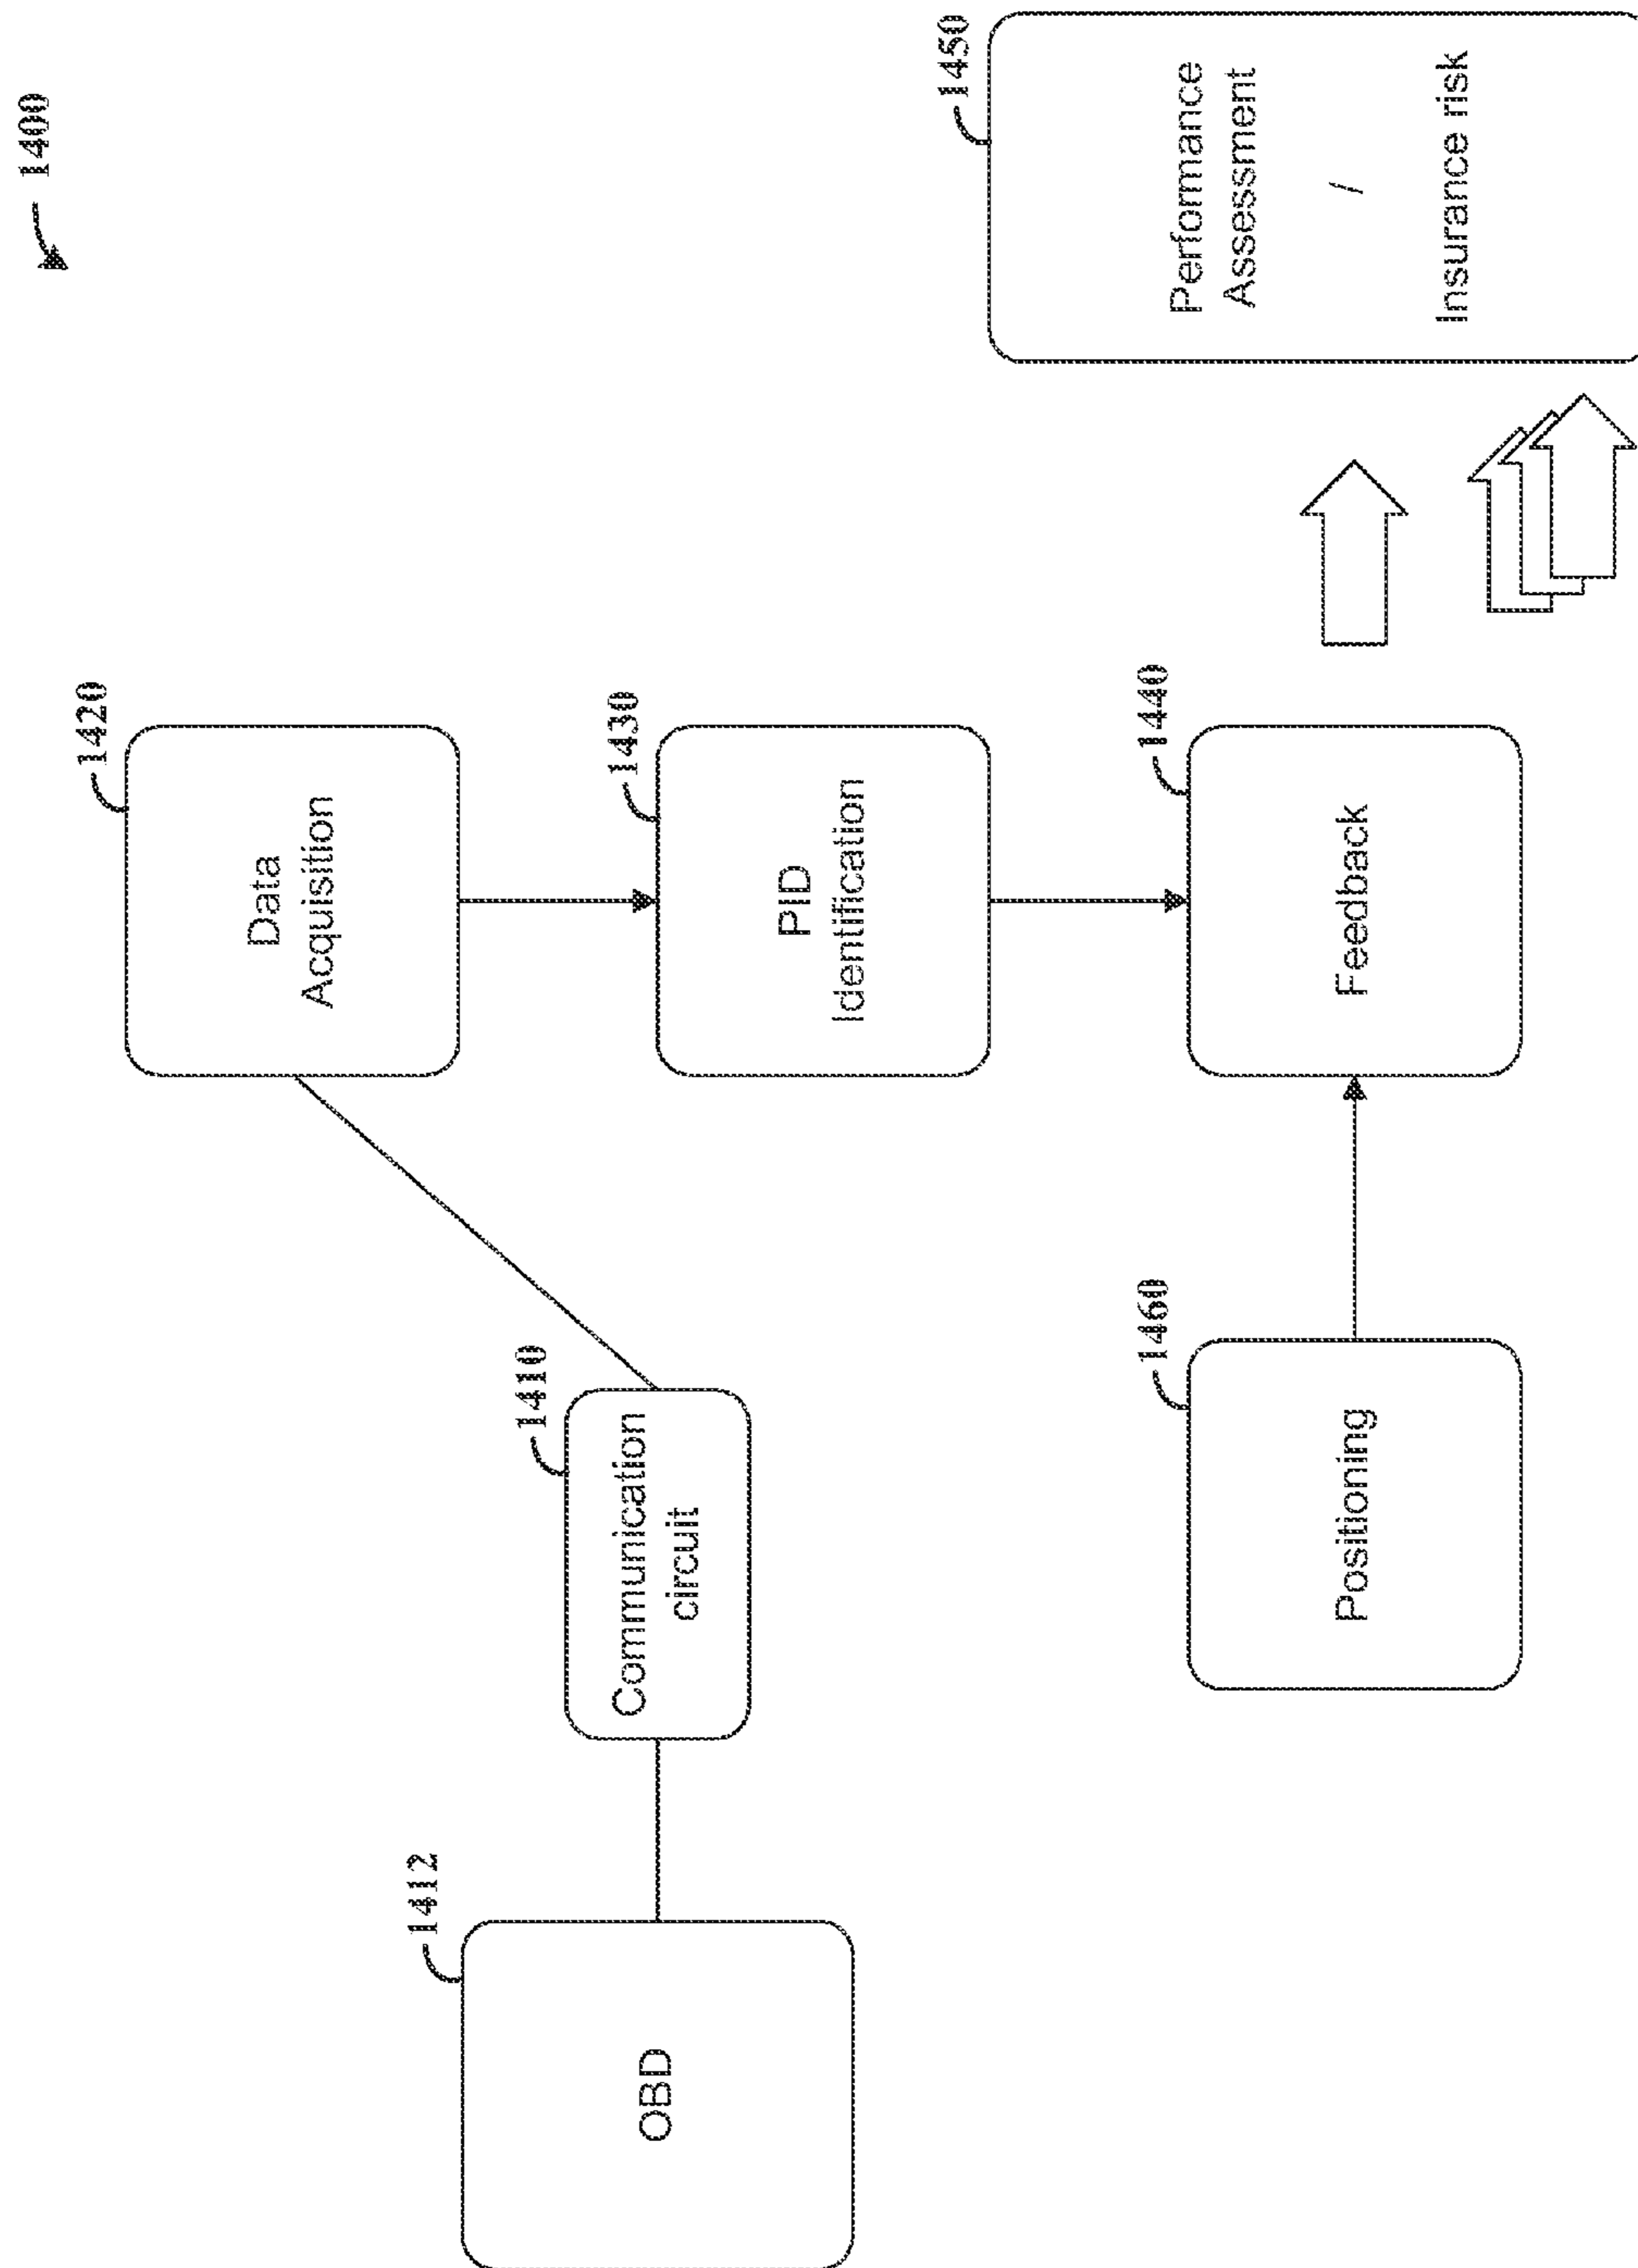 1400
1420
Data
Acquisition
1412
OBD
1410
Communication
circuit
1430
PID
Identification
1460
Positioning
1440
Feedback
1450
Performance
Assessment
/
Insurance risk